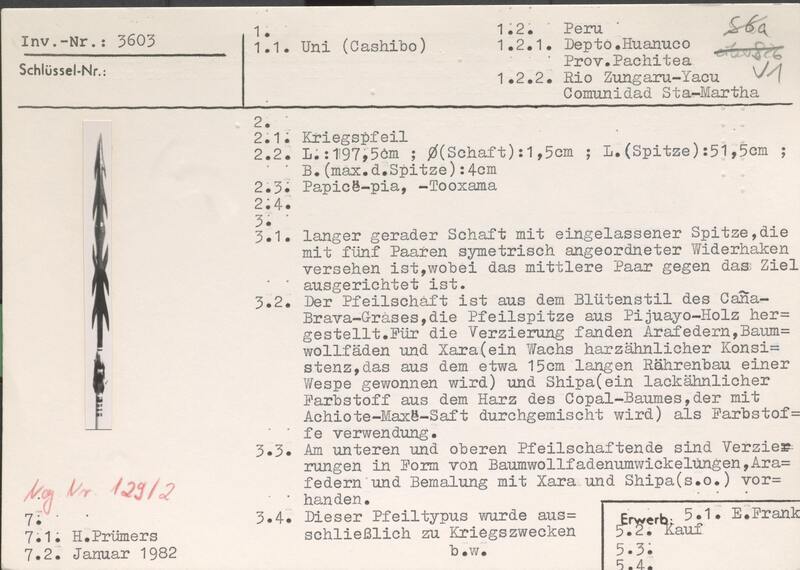 Inv.-Nr.: 3603
Schlüssel-Nr.:
1.
1.1. Uni (Cashibo)
1.2. Peru
1.2.1. Depto.Huanuco
Prov.Pachitea
1.2.2. Rio Zungaru-Yacu
Comunidad Sta-Martha
S6a
V1
2.
2.1. Kriegspfeil
2.2. L.:197,5cm ; Ø(Schaft):1,5cm ; L.(Spitze):51,5cm ;
B.(max.d.Spitze):4cm
2.3. Papicë-pia, -Tooxama
2.4.
3.
3.1. langer gerader Schaft mit eingelassener Spitze,die
mit fünf Paaren symetrisch angeordneter Widerhaken
versehen ist,wobei das mittlere Paar gegen das Ziel
ausgerichtet ist.
3.2. Der Pfeilschaft ist aus dem Blütenstil des Caña-
Brava-Grases,die Pfeilspitze aus Pijuayo-Holz her=
gestellt.Für die Verzierung fanden Arafedern,Baum=
wollfäden und Xara(ein Wachs harzähnlicher Konsi=
stenz,das aus dem etwa 15cm langen Rährenbau einer
Wespe gewonnen wird) und Shipa(ein lackähnlicher
Farbstoff aus dem Harz des Copal-Baumes,der mit
Achiote-Maxë-Saft durchgemischt wird) als Farbstof=
fe verwendung.
3.3. Am unteren und oberen Pfeilschaftende sind Verzier=
rungen in Form von Baumwollfadenumwickelungen,Ara=
federn und Bemalung mit Xara und Shipa(s.o.) vor=
handen.
3.4. Dieser Pfeiltypus wurde aus=
schließlich zu Kriegszwecken
b.w.
Neg Nr. 129/2
7.
7.1. H.Prümers
7.2. Januar 1982
Erwerb: 5.1. E.Frank
5.2. Kauf
5.3.
5.4.